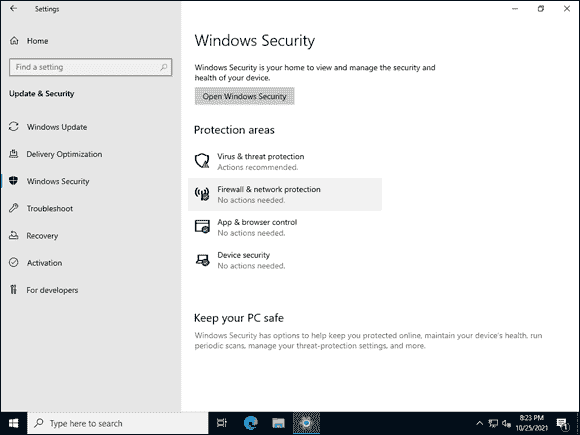 Settings
Home
Find a setting
Update & Security
Windows Update
Delivery Optimization
Windows Security
Troubleshoot
Recovery
Activation
For developers
Windows Security
Windows Security is your home to view and manage the security and
health of your device.
Open Windows Security
Protection areas
Virus & threat protection
Actions recommended.
Firewall & network protection
No actions needed.
App & browser control
No actions needed.
Device security
No actions needed.
Keep your PC safe
Windows Security has options to help keep you protected online, maintain your device's health, run
periodic scans, manage your threat-protection settings, and more.
Type here to search
8:23 PM
10/25/2021
1